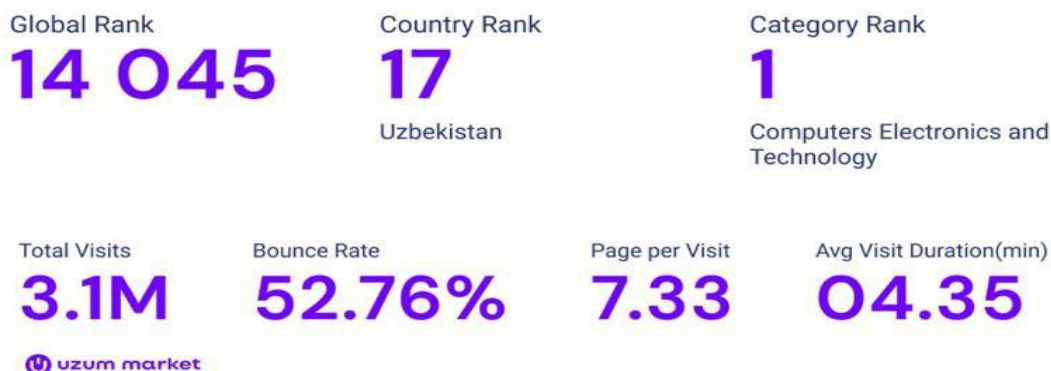 Global Rank
14 045
Country Rank
17
Uzbekistan
Category Rank
1
Computers Electronics and
Technology
Total Visits
3.1M
Bounce Rate
52.76%
Page per Visit
7.33
Avg Visit Duration(min)
04.35
uzum market